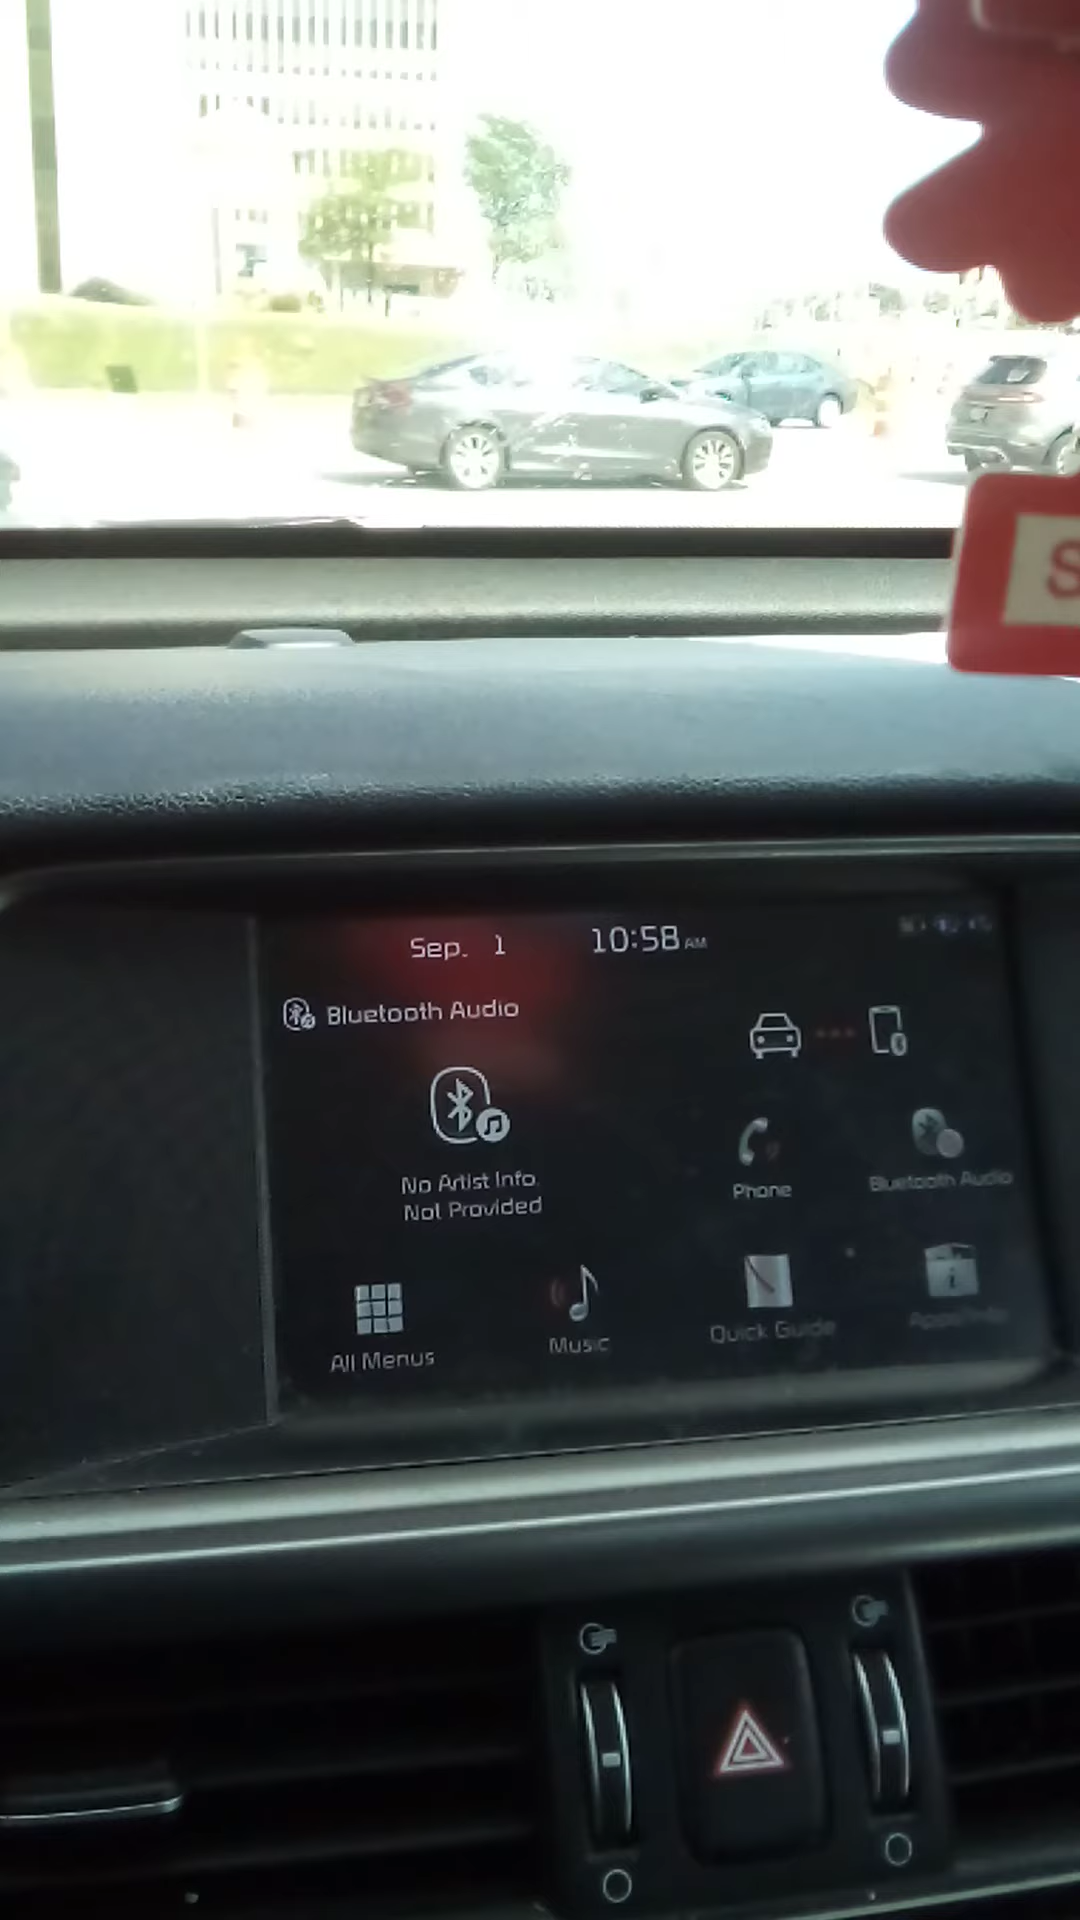 S
Sep. 1 10:58 AM
Bluetooth Audio
No Artist Info
Not Provided
Phone
Bluetooth Audio
All Menus
Music
Quick Guide